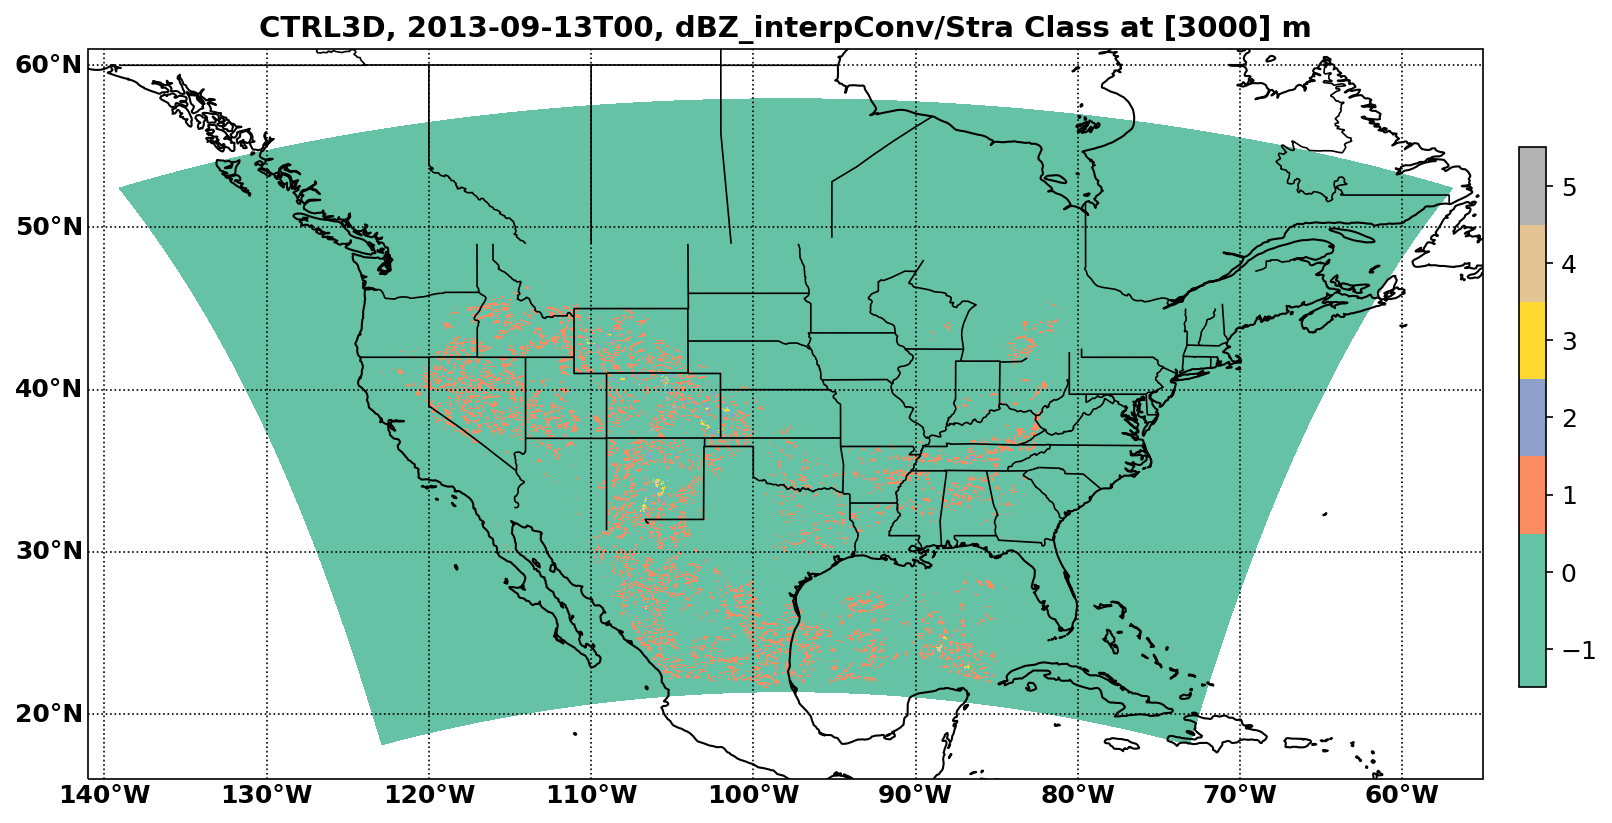 CTRL3D, 2013-09-13T00, dBZ_interpConv/Stra Class at [3000] m
60°N
50°N
40°N
30°N
20°N
140°W 130°W 120°W 110°W 100°W 90°W 80°W 70°W 60°W
5
4
3
2
1
0
−1